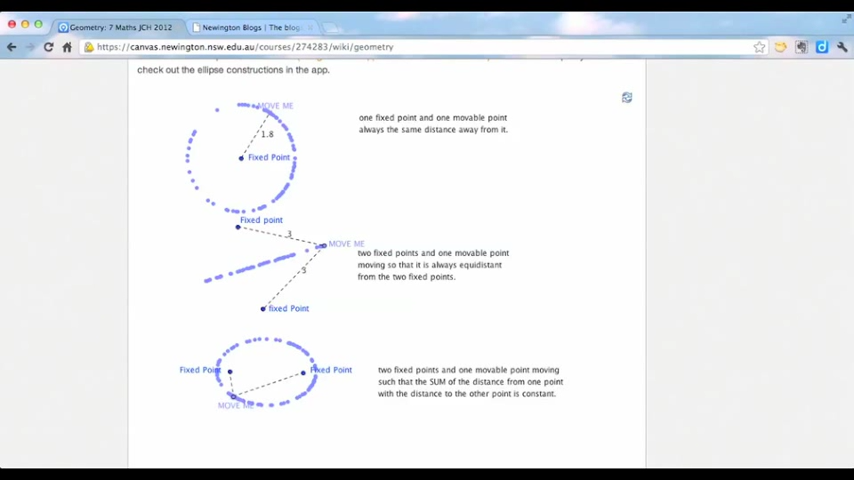 Geometry: 7 Maths JCH 2012
Newington Blogs | The blogs
https://canvas.newington.nsw.edu.au/courses/274283/wiki/geometry
check out the ellipse constructions in the app.
MOVE ME
1.8
Fixed Point
one fixed point and one movable point
always the same distance away from it.
Fixed point
3
MOVE ME
3
fixed Point
two fixed points and one movable point
moving so that it is always equidistant
from the two fixed points.
Fixed Point
Fixed Point
MOVE ME
two fixed points and one movable point moving
such that the SUM of the distance from one point
with the distance to the other point is constant.